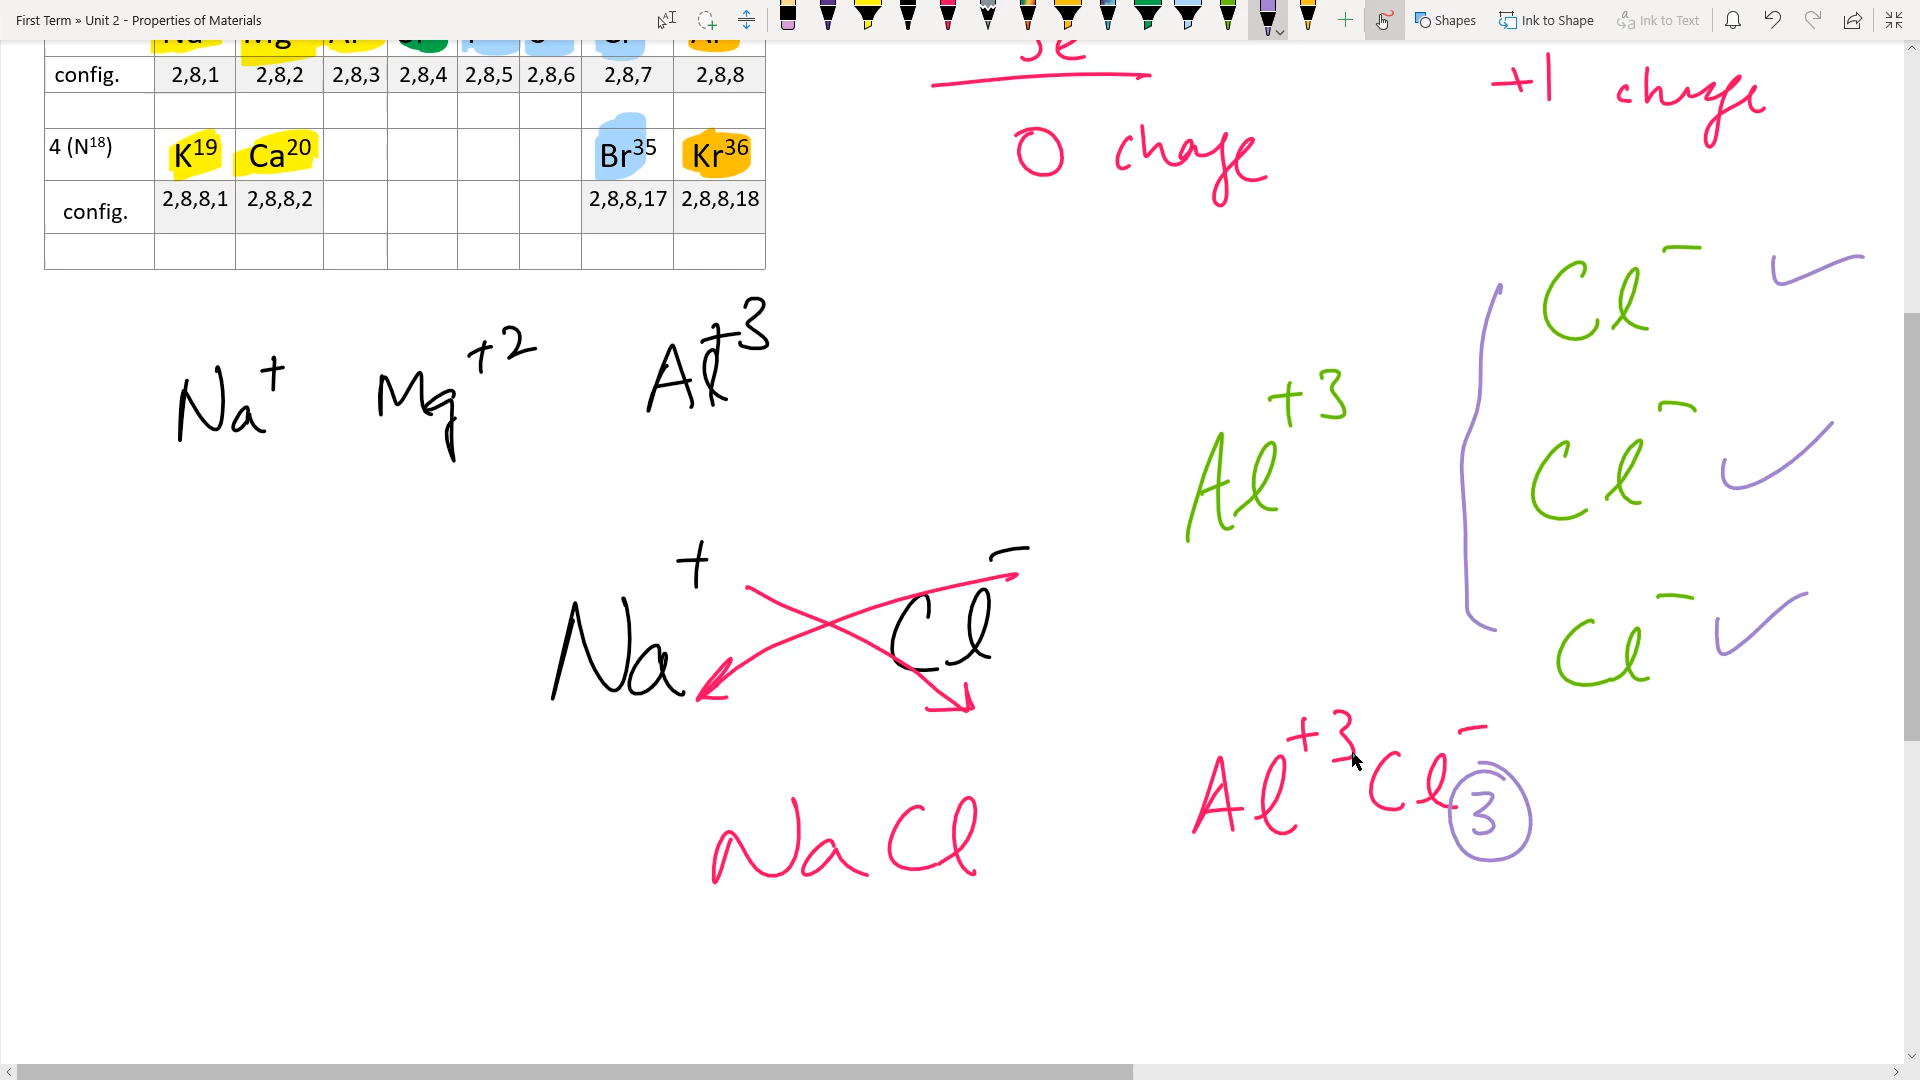 First Term » Unit 2 - Properties of Materials
Shapes Ink to Shape Ink to Text
config. 2,8,1 2,8,2 2,8,3 2,8,4 2,8,5 2,8,6 2,8,7 2,8,8
4 (N¹⁸) K¹⁹ Ca²⁰ Br³⁵ Kr³⁶
config. 2,8,8,1 2,8,8,2 2,8,8,17 2,8,8,18
0 charge
+1 charge
Na⁺ Mg⁺² Al⁺³
Cl⁻
Al⁺³ Cl⁻
Cl⁻
Na⁺ Cl⁻
NaCl
Al⁺³Cl⁻₃